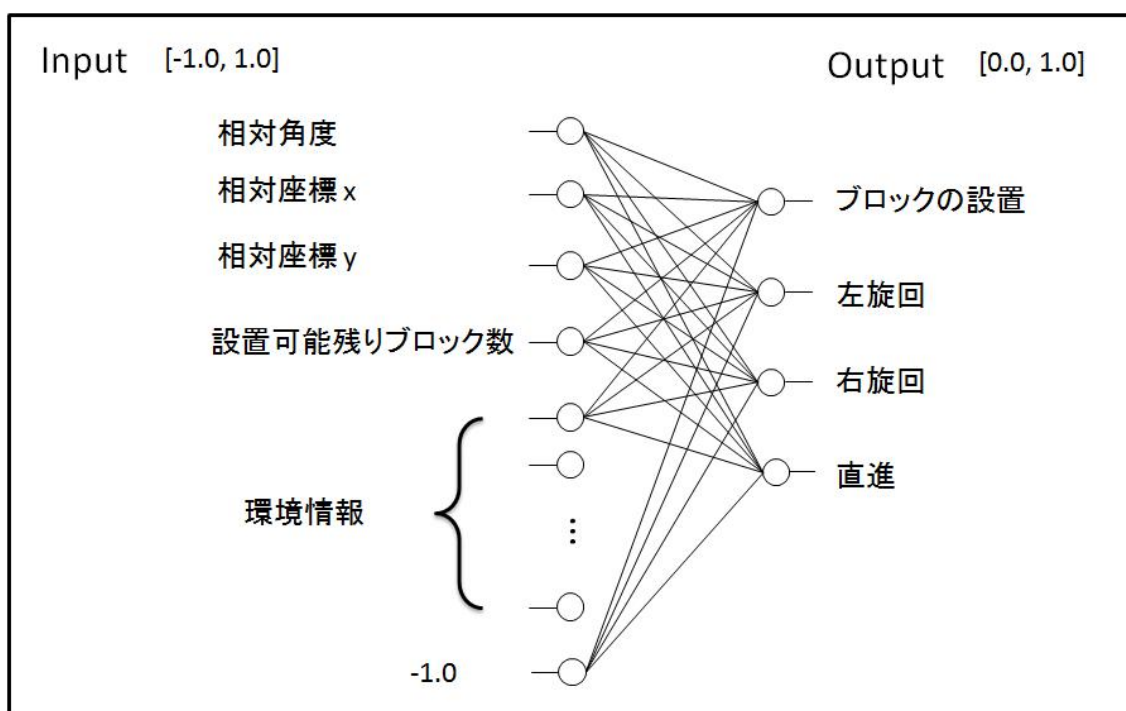 Input [-1.0, 1.0]
Output [0.0, 1.0]
相対角度
相対座標 x
相対座標 y
設置可能残りブロック数
環境情報
-1.0
ブロックの設置
左旋回
右旋回
直進